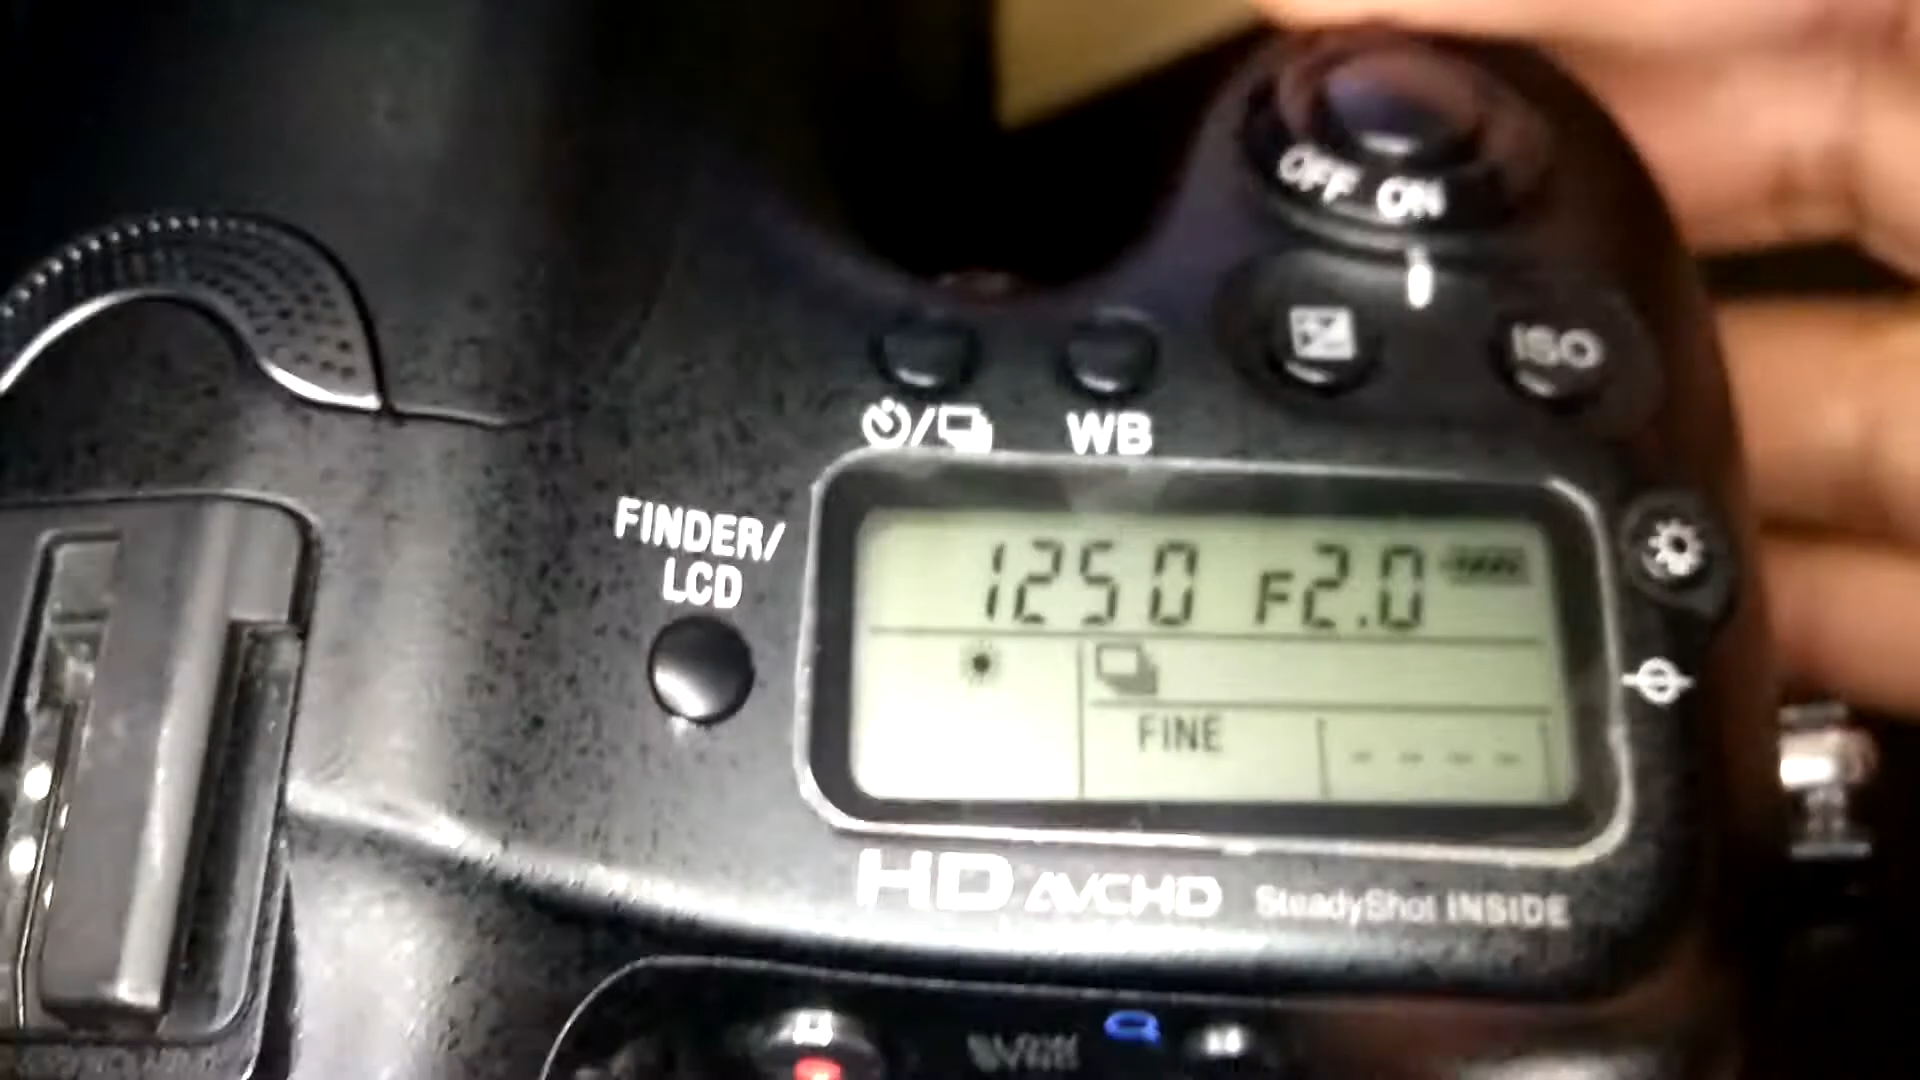 OFF ON
ISO
WB
FINDER/
LCD
1250 F2.0
FINE
- - - -
HD AVCHD SteadyShot INSIDE